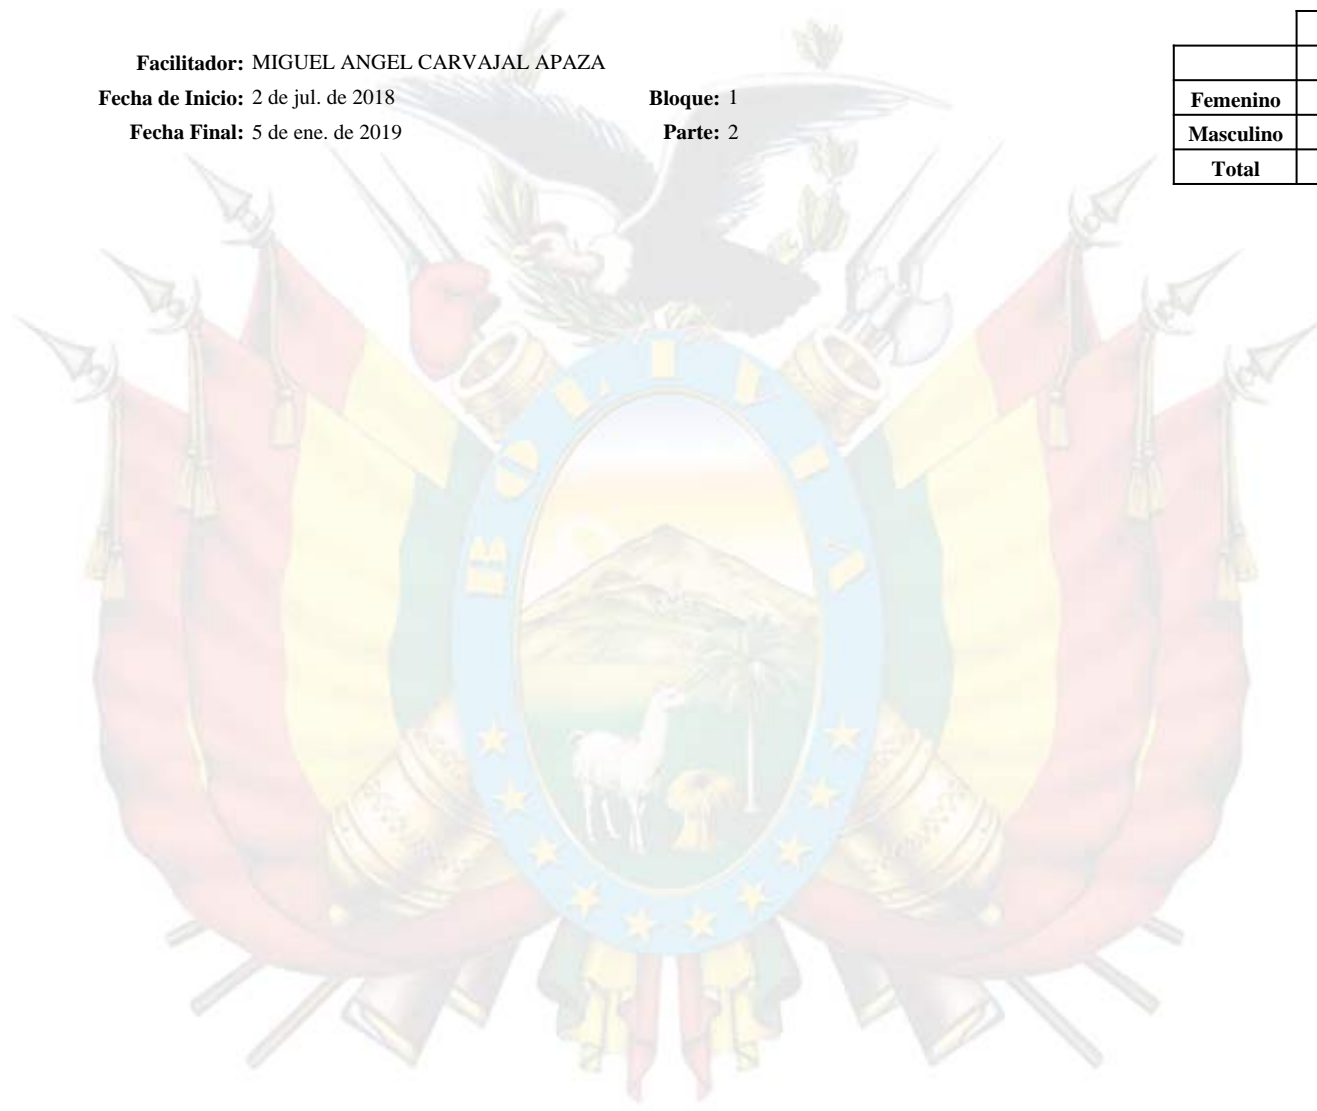 Facilitador: MIGUEL ANGEL CARVAJAL APAZA
Fecha de Inicio: 2 de jul. de 2018 Bloque: 1
Fecha Final: 5 de ene. de 2019 Parte: 2
Femenino
Masculino
Total
BOLIVIA